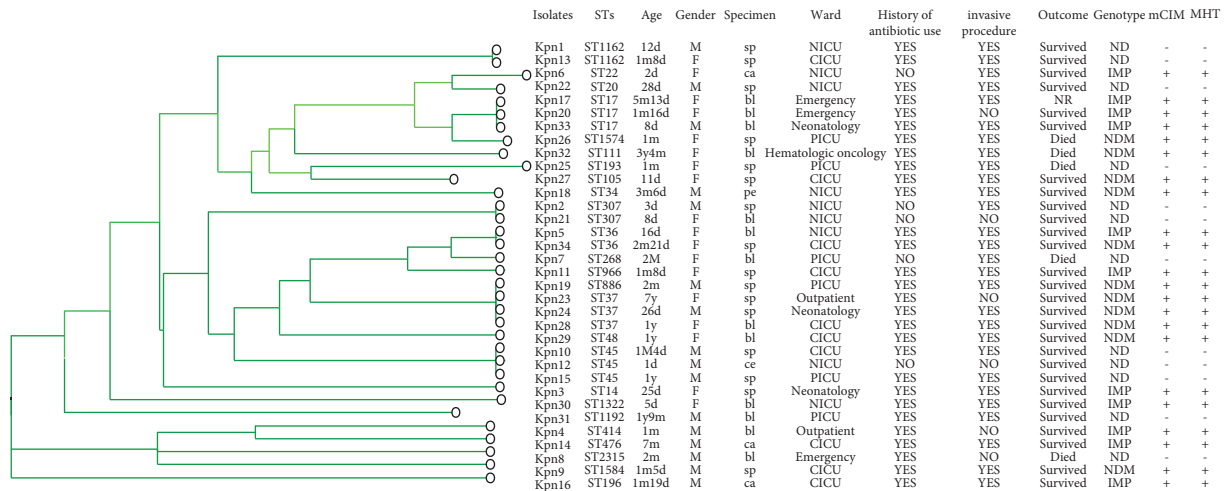 Isolates STs Age Gender Specimen Ward History of antibiotic use invasive procedure Outcome Genotype mCIM MHT
Kpn1 ST1162 12d M sp NICU YES YES Survived ND - -
Kpn13 ST1162 1m8d F sp CICU YES YES Survived ND - -
Kpn6 ST22 2d F ca NICU NO YES Survived IMP + +
Kpn22 ST20 28d M sp NICU YES YES Survived ND - -
Kpn17 ST17 5m13d F bl Emergency YES YES NR IMP + +
Kpn20 ST17 1m16d F bl Emergency YES NO Survived IMP + +
Kpn33 ST17 8d M bl Neonatology YES YES Survived IMP + +
Kpn26 ST1574 1m F sp PICU YES YES Died NDM + +
Kpn32 ST111 3y4m F bl Hematologic oncology YES YES Died NDM + +
Kpn25 ST193 1m F sp PICU YES YES Died ND - -
Kpn27 ST105 11d F sp CICU YES YES Survived NDM + +
Kpn18 ST34 3m6d M pe NICU YES YES Survived NDM + +
Kpn2 ST307 3d M sp NICU NO YES Survived ND - -
Kpn21 ST307 8d F bl NICU NO NO Survived ND - -
Kpn5 ST36 16d F bl NICU YES YES Survived IMP + +
Kpn34 ST36 2m21d F sp CICU YES YES Survived NDM + +
Kpn7 ST268 2M F bl PICU NO YES Died ND - -
Kpn11 ST966 1m8d F sp CICU YES YES Survived IMP + +
Kpn19 ST886 2m M sp PICU YES YES Survived NDM + +
Kpn23 ST37 7y F sp Outpatient YES NO Survived NDM + +
Kpn24 ST37 26d M sp Neonatology YES YES Survived NDM + +
Kpn28 ST37 1y F bl CICU YES YES Survived NDM + +
Kpn29 ST48 1y F bl CICU YES YES Survived NDM + +
Kpn10 ST45 1M4d M sp CICU YES YES Survived ND - -
Kpn12 ST45 1d M ce NICU NO NO Survived ND - -
Kpn15 ST45 1y M sp PICU YES YES Survived ND - -
Kpn3 ST14 25d F sp Neonatology YES YES Survived IMP + +
Kpn30 ST1322 5d F bl NICU YES YES Survived IMP + +
Kpn31 ST1192 1y9m M bl PICU YES YES Survived ND - -
Kpn4 ST414 1m M bl Outpatient YES NO Survived IMP + +
Kpn14 ST476 7m M ca CICU YES YES Survived IMP + +
Kpn8 ST2315 2m M bl Emergency YES NO Died ND - -
Kpn9 ST1584 1m5d M sp CICU YES YES Survived NDM + +
Kpn16 ST196 1m19d M ca CICU YES YES Survived IMP + +